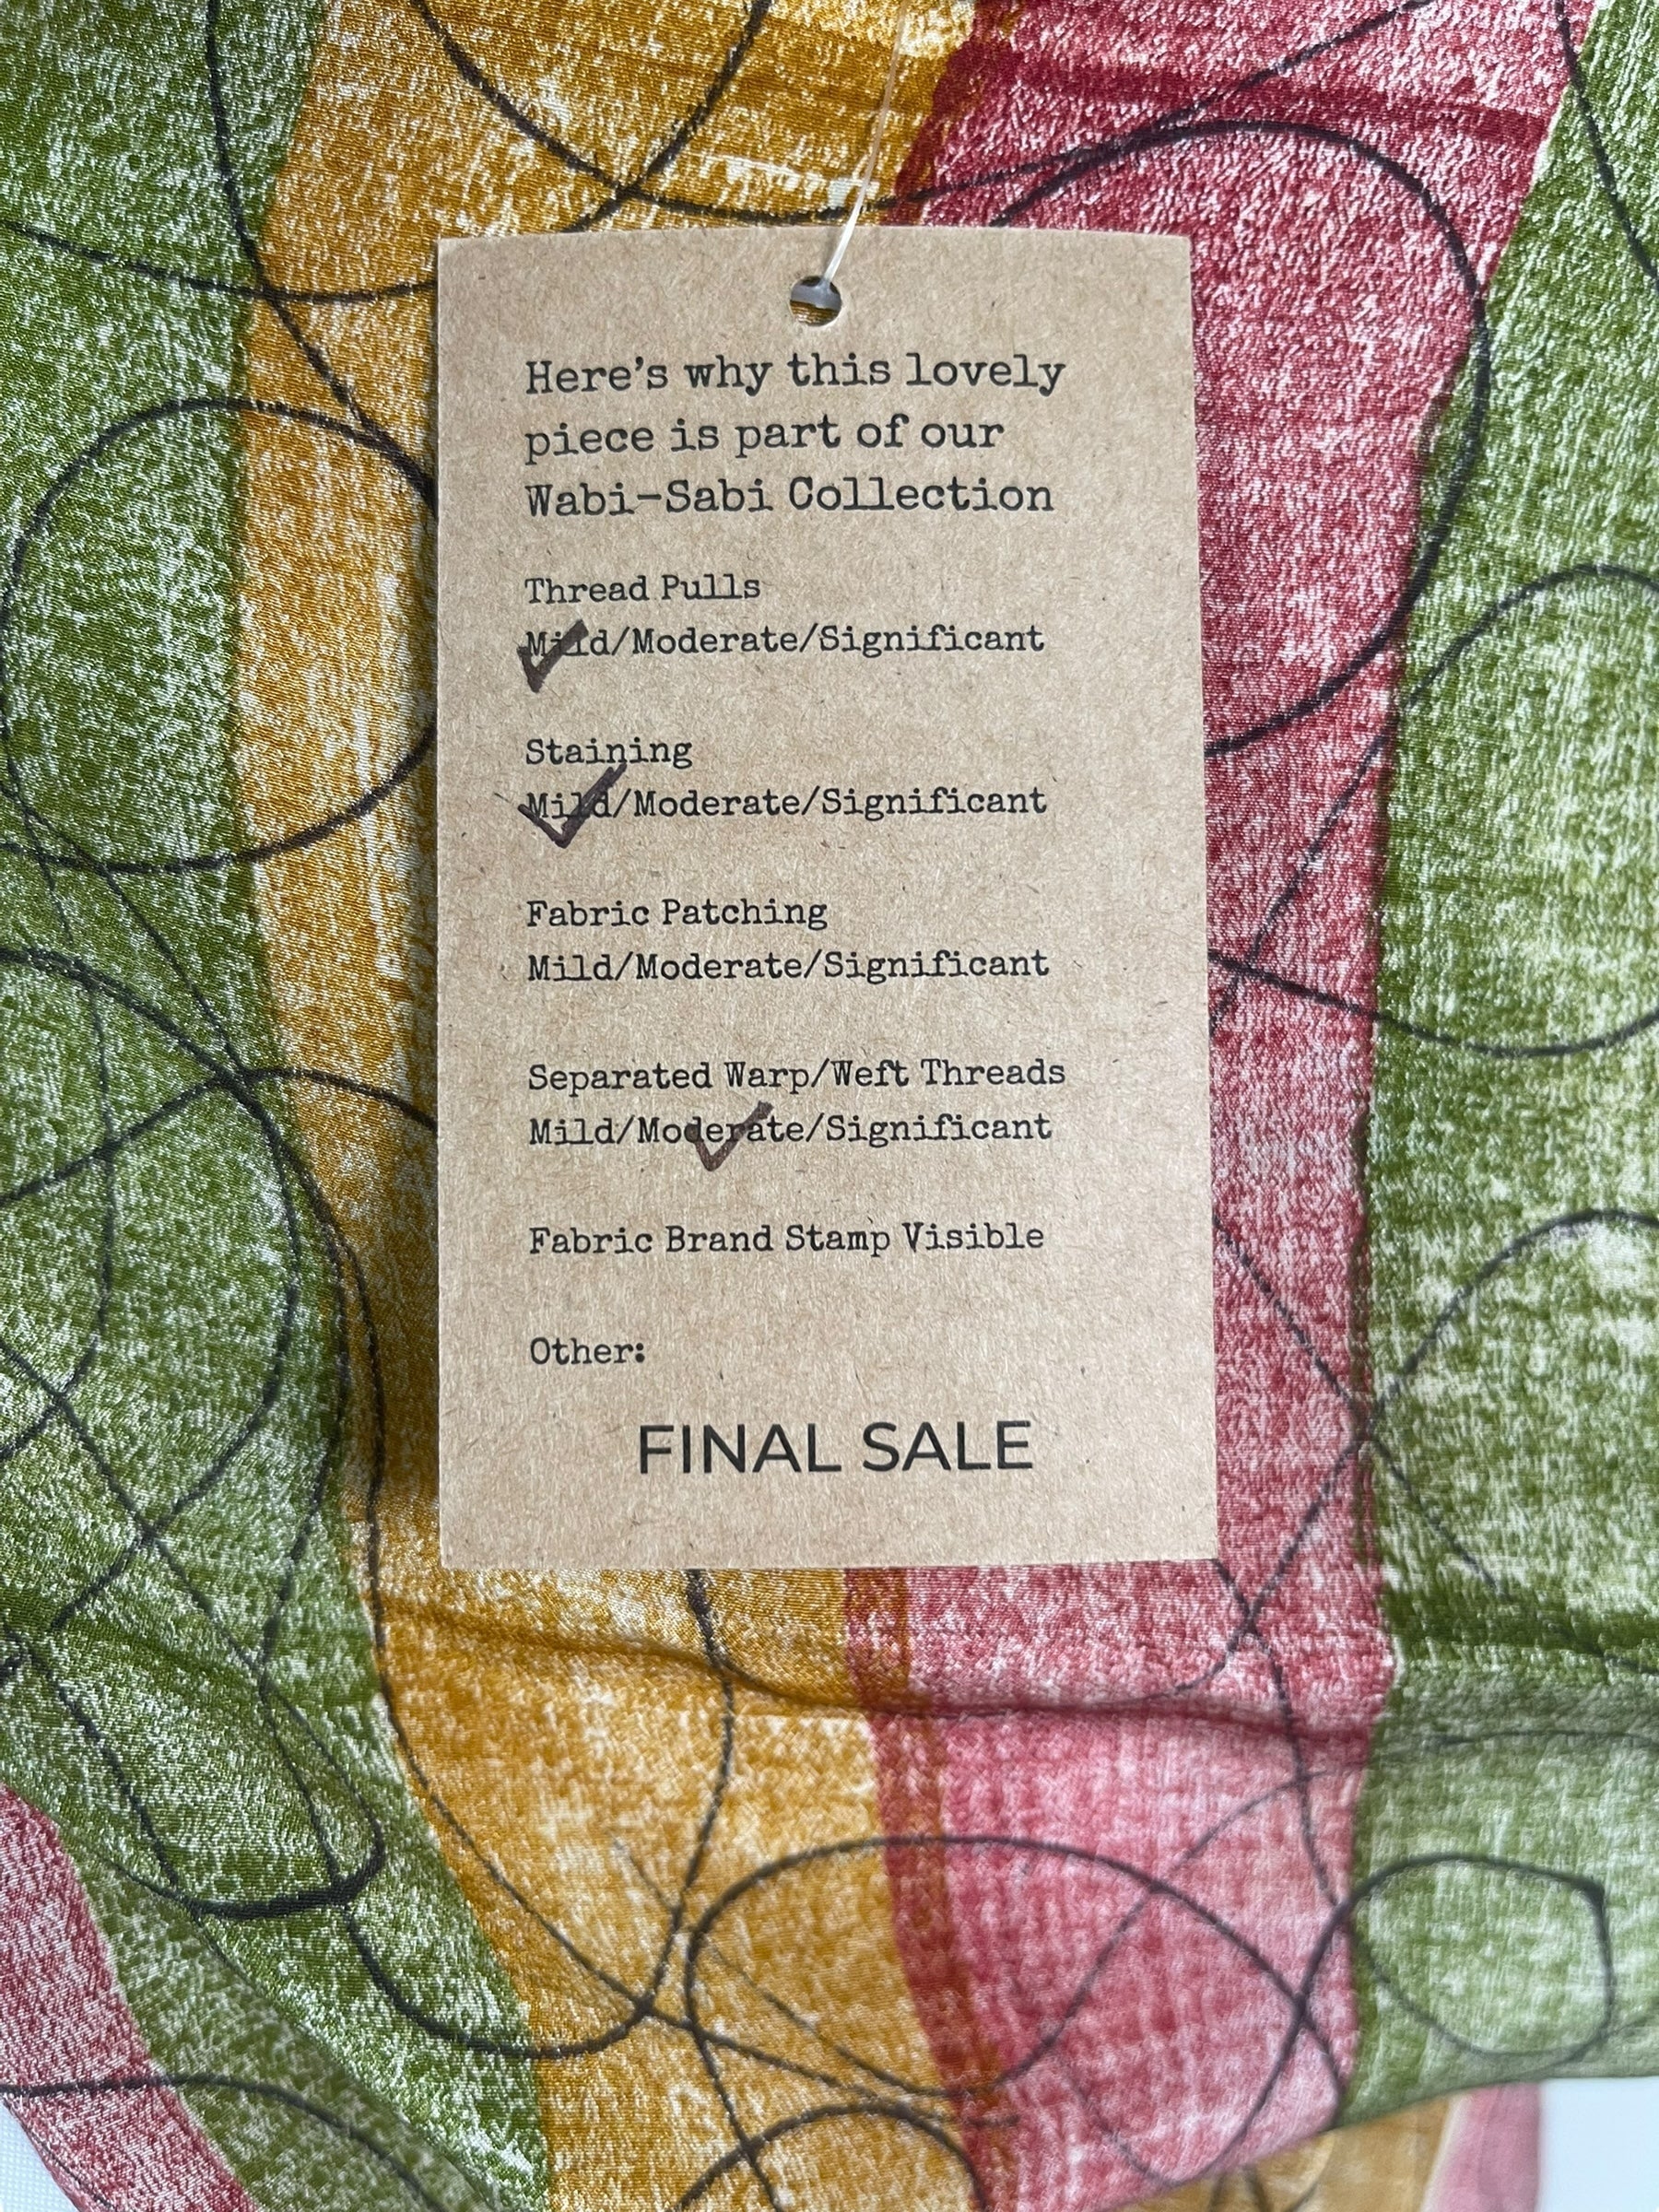 Here's why this lovely
piece is part of our
Wabi-Sabi Collection
Thread Pulls
Mild/Moderate/Significant
Staining
Mild/Moderate/Significant
Fabric Patching
Mild/Moderate/Significant
Separated Warp/Weft Threads
Mild/Moderate/Significant
Fabric Brand Stamp Visible
Other:
FINAL SALE